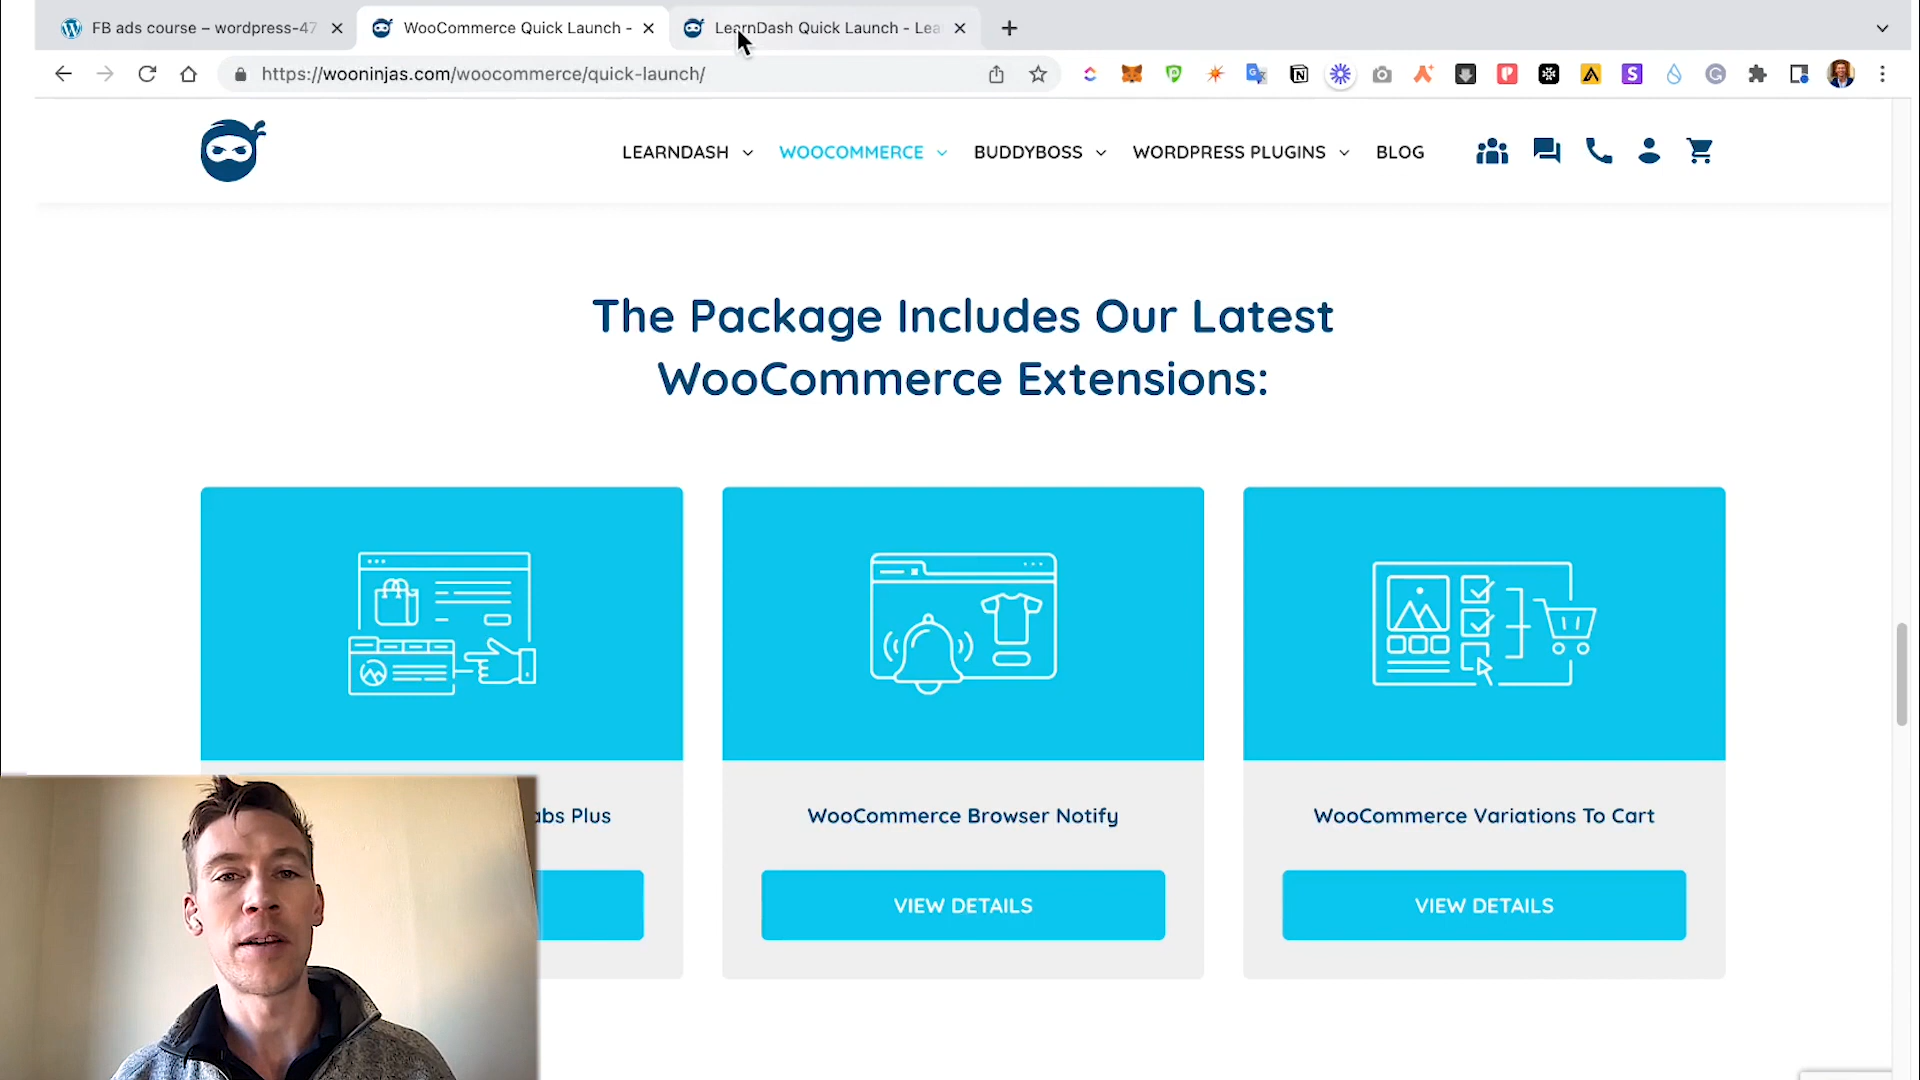 FB ads course – wordpress-47
WooCommerce Quick Launch -
LearnDash Quick Launch - Lea
https://wooninjas.com/woocommerce/quick-launch/
LEARNDASH
WOOCOMMERCE
BUDDYBOSS
WORDPRESS PLUGINS
BLOG
The Package Includes Our Latest
WooCommerce Extensions:
abs Plus
WooCommerce Browser Notify
WooCommerce Variations To Cart
VIEW DETAILS
VIEW DETAILS